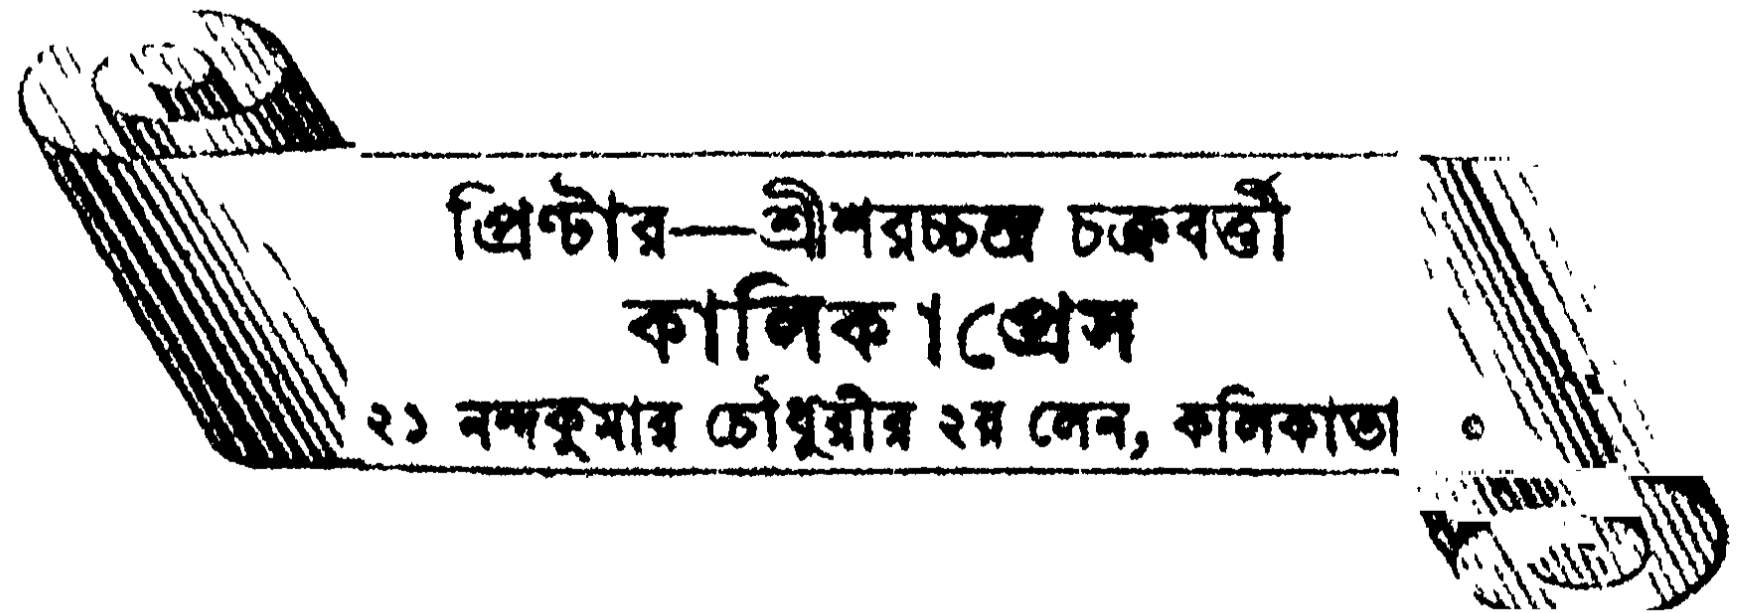 প্রিণ্টার—শ্রীশরচ্চন্দ্র চক্রবর্ত্তী
কালিকা প্রেস
২১ নন্দকুমার চৌধুরীর ২য় লেন, কলিকাতা